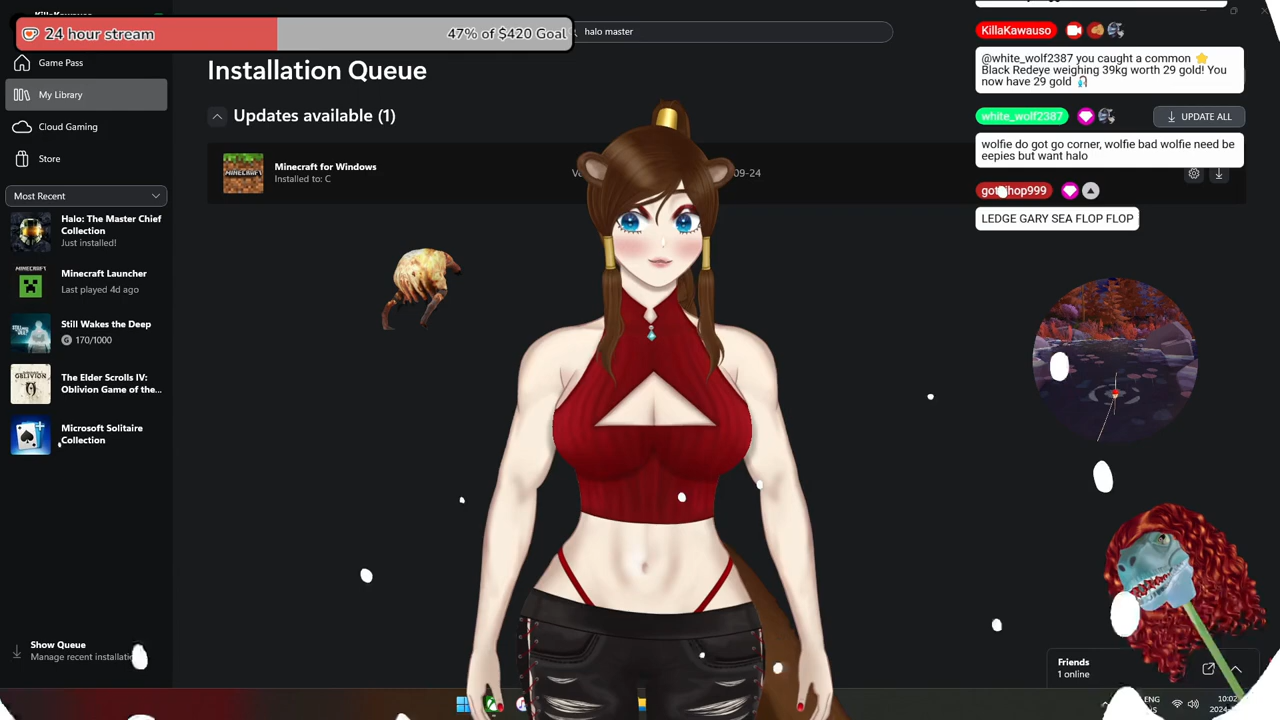 24 hour stream
47% of $420 Goal
halo master
Game Pass
My Library
Cloud Gaming
Store
Most Recent
Halo: The Master Chief
Collection
Just installed!
Minecraft Launcher
Last played 4d ago
Still Wakes the Deep
G 170/1000
The Elder Scrolls IV:
Oblivion Game of the...
Microsoft Solitaire
Collection
Show Queue
Manage recent
Installation Queue
Updates available (1)
Minecraft for Windows
Installed to: C
09-24
KillaKawauso
@white_wolf2387 you caught a common ⭐
Black Redeye weighing 39kg worth 29 gold! You
now have 29 gold
white_wolf2387
UPDATE ALL
wolfie do got go corner, wolfie bad wolfie need be
eepies but want halo
LEDGE GARY SEA FLOP FLOP
Friends
1 online
ENG